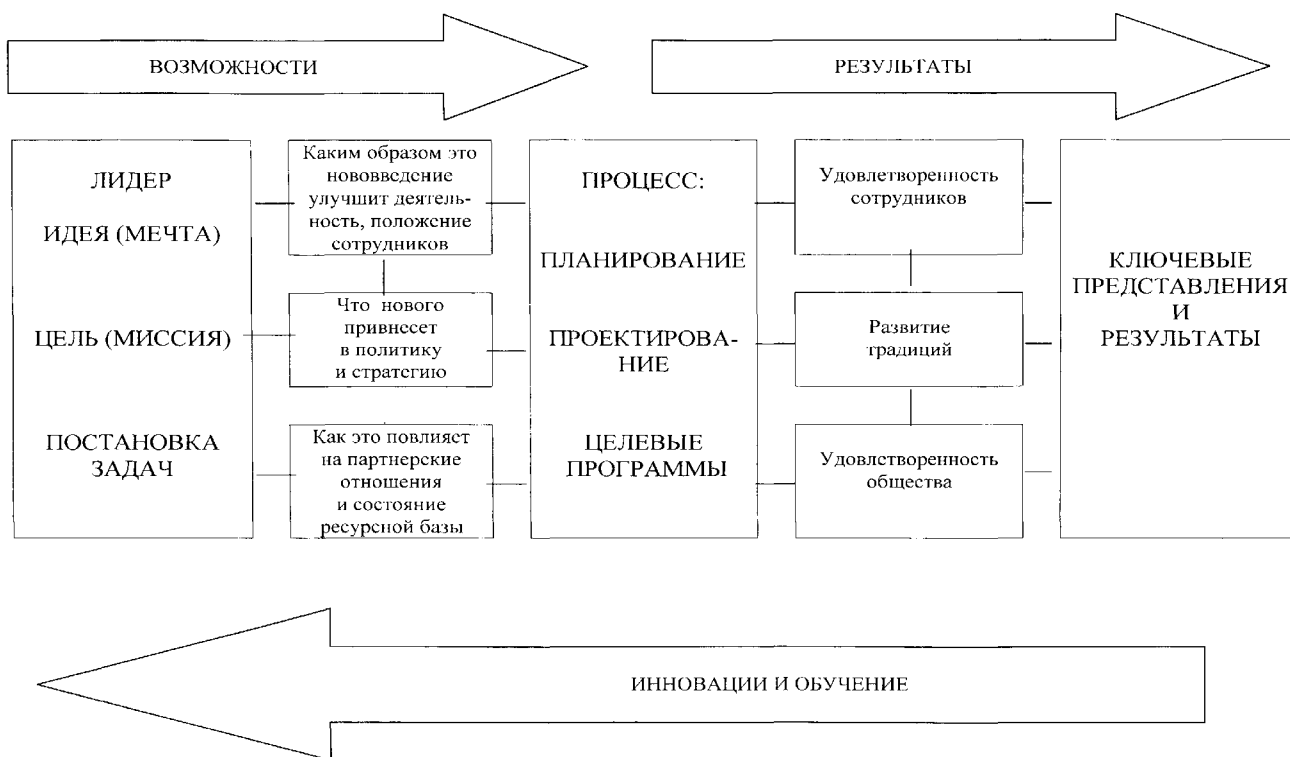 ВОЗМОЖНОСТИ
РЕЗУЛЬТАТЫ
ЛИДЕР
ИДЕЯ (МЕЧТА)
ЦЕЛЬ (МИССИЯ)
ПОСТАНОВКА
ЗАДАЧ
Каким образом это
нововведение
улучшит деятель-
ность, положение
сотрудников
Что нового
привнесет
в политику
и стратегию
Как это повлияет
на партнерские
отношения
и состояние
ресурсной базы
ПРОЦЕСС:
ПЛАНИРОВАНИЕ
ПРОЕКТИРОВА-
НИЕ
ЦЕЛЕВЫЕ
ПРОГРАММЫ
Удовлетворенность
сотрудников
Развитие
традиций
Удовлетворенность
общества
КЛЮЧЕВЫЕ
ПРЕДСТАВЛЕНИЯ
И
РЕЗУЛЬТАТЫ
ИННОВАЦИИ И ОБУЧЕНИЕ